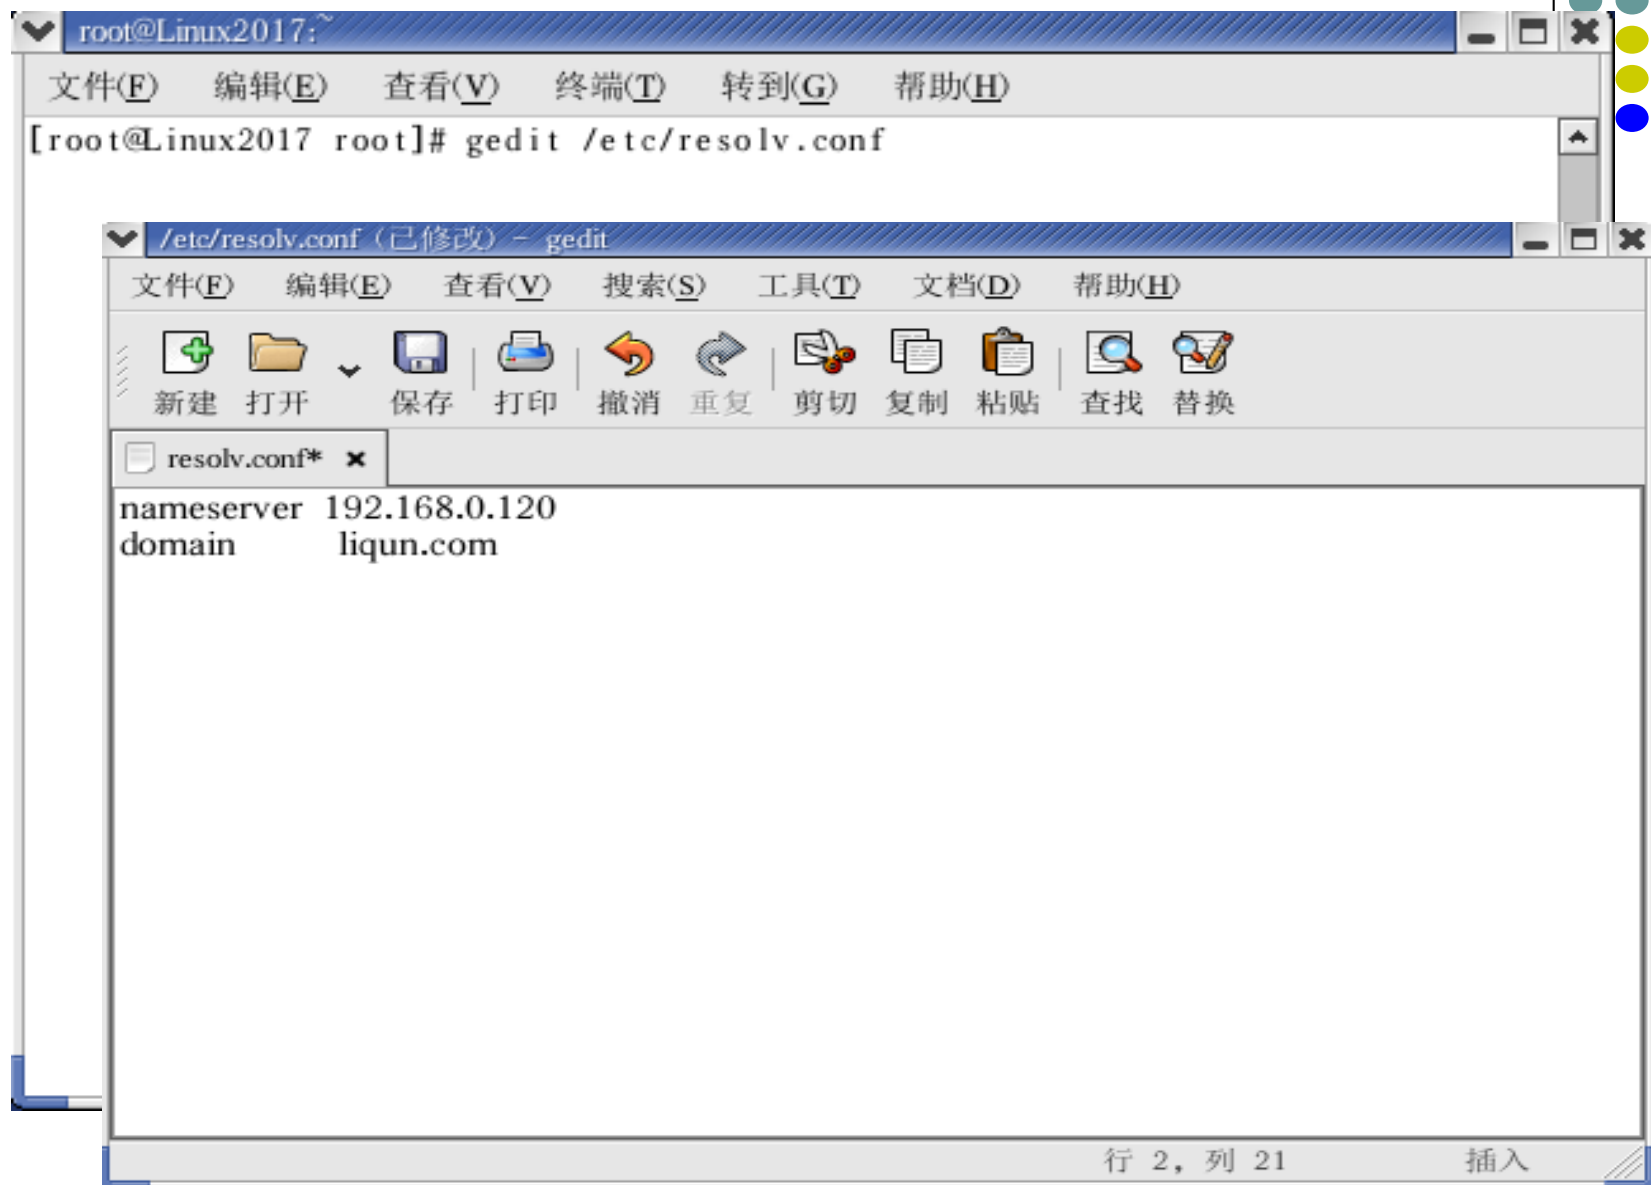 root@Linux2017:~
文件(F) 编辑(E) 查看(V) 终端(T) 转到(G) 帮助(H)
[root@Linux2017 root]# gedit /etc/resolv.conf
/etc/resolv.conf（已修改）- gedit
文件(F) 编辑(E) 查看(V) 搜索(S) 工具(T) 文档(D) 帮助(H)
新建 打开 保存 打印 撤消 重复 剪切 复制 粘贴 查找 替换
resolv.conf*
nameserver 192.168.0.120
domain liqun.com
行 2, 列 21 插入